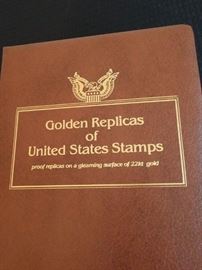 Golden Replicas
of
United States Stamps
proof replicas on a gleaming surface of 22kt gold